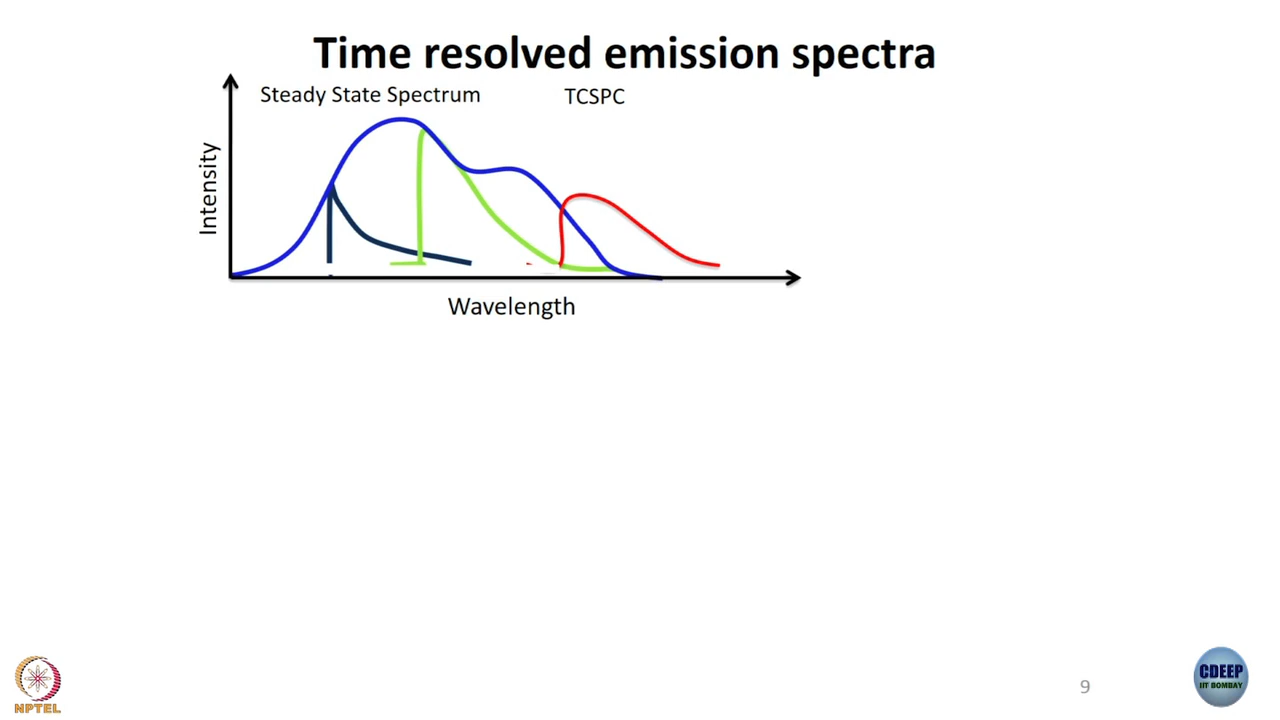 Time resolved emission spectra
Steady State Spectrum
TCSPC
Intensity
Wavelength
NPTEL
9
CDEEP
IIT BOMBAY